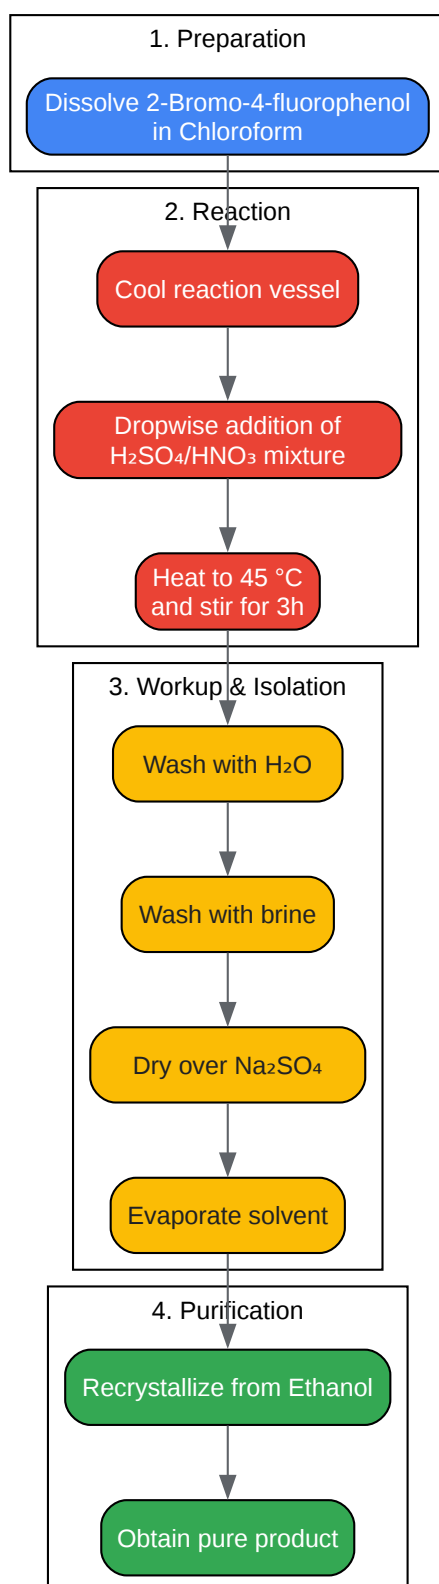 1. Preparation
Dissolve 2-Bromo-4-fluorophenol
in Chloroform
2. Reaction
Cool reaction vessel
Dropwise addition of
H₂SO₄/HNO₃ mixture
Heat to 45 °C
and stir for 3h
3. Workup & Isolation
Wash with H₂O
Wash with brine
Dry over Na₂SO₄
Evaporate solvent
4. Purification
Recrystallize from Ethanol
Obtain pure product